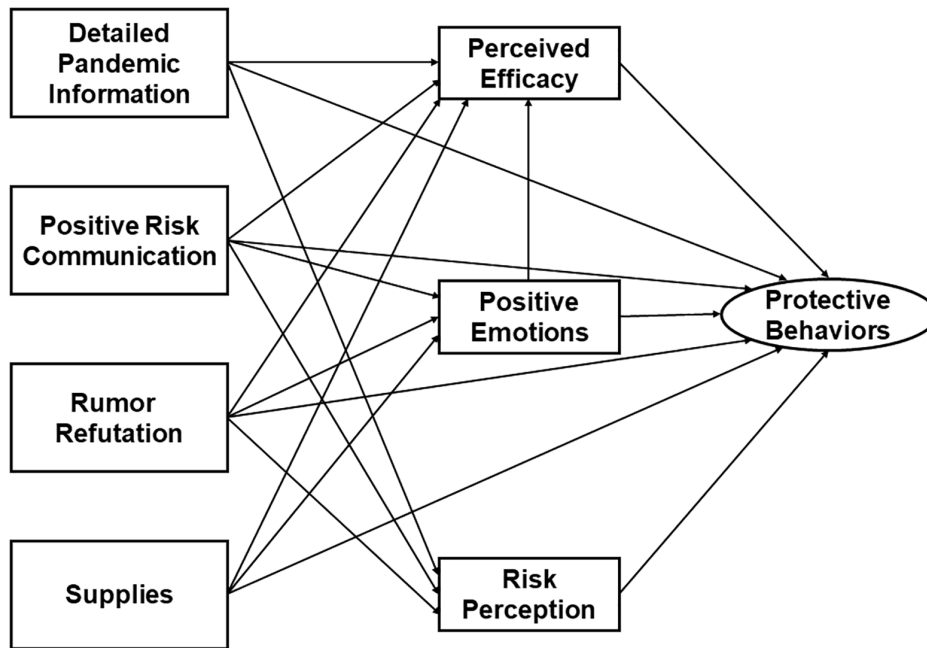 Detailed
Pandemic
Information
Perceived
Efficacy
Positive Risk
Communication
Positive
Emotions
Protective
Behaviors
Rumor
Refutation
Supplies
Risk
Perception